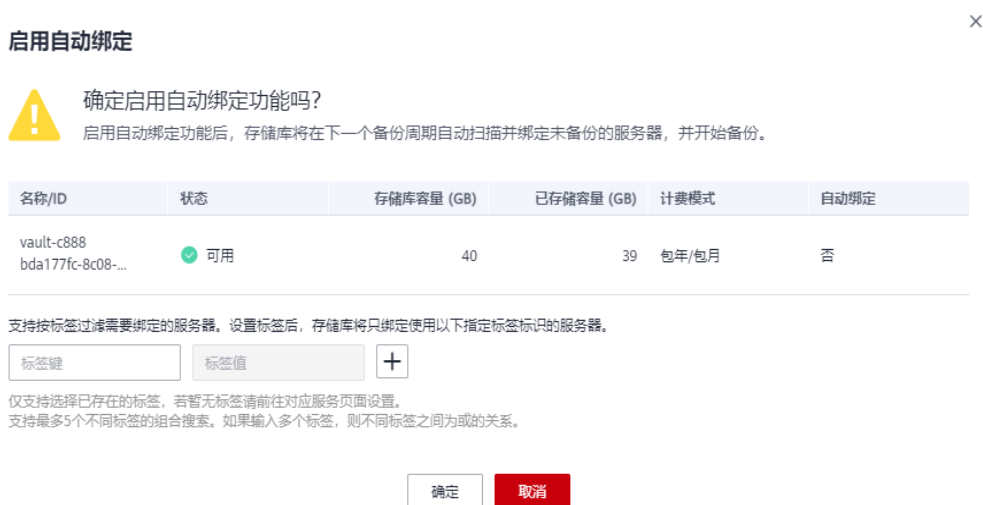 启用自动绑定
确定启用自动绑定功能吗?
启用自动绑定功能后，存储库将在下一个备份周期自动扫描并绑定未备份的服务器，并开始备份。
名称/ID 状态 存储库容量 (GB) 已存储容量 (GB) 计费模式 自动绑定
vault-c888
bda177fc-8c08-... 可用 40 39 包年/包月 否
支持按标签过滤需要绑定的服务器。设置标签后，存储库将只绑定使用以下指定标签标识的服务器。
标签键 标签值
仅支持选择已存在的标签，若暂无标签请前往对应服务页面设置。
支持最多5个不同标签的组合搜索。如果输入多个标签，则不同标签之间为或的关系。
确定 取消